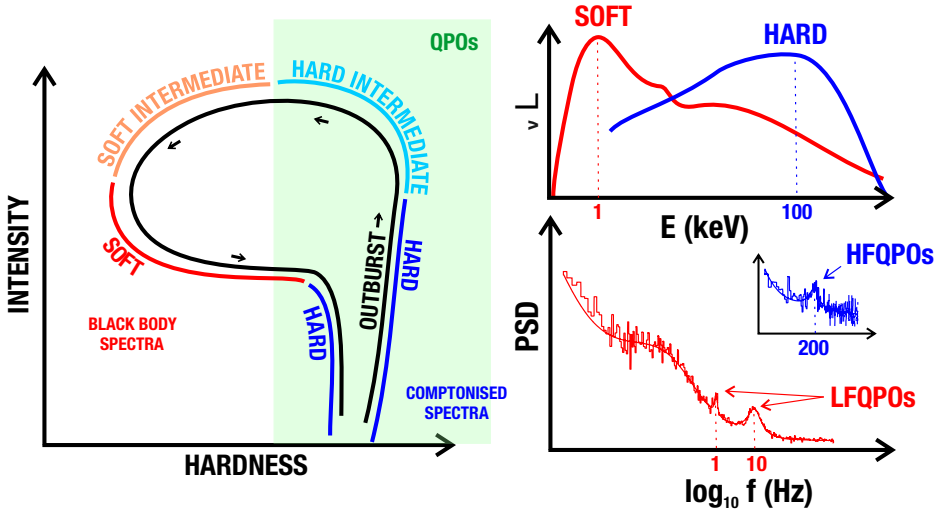 QPOs
SOFT INTERMEDIATE
HARD INTERMEDIATE
INTENSITY
SOFT
HARD
OUTBURST
HARD
BLACK BODY
SPECTRA
COMPTONISED
SPECTRA
HARDNESS
SOFT
HARD
ν L
1
100
E (keV)
PSD
HFQPOs
200
LFQPOs
1
10
log₁₀ f (Hz)